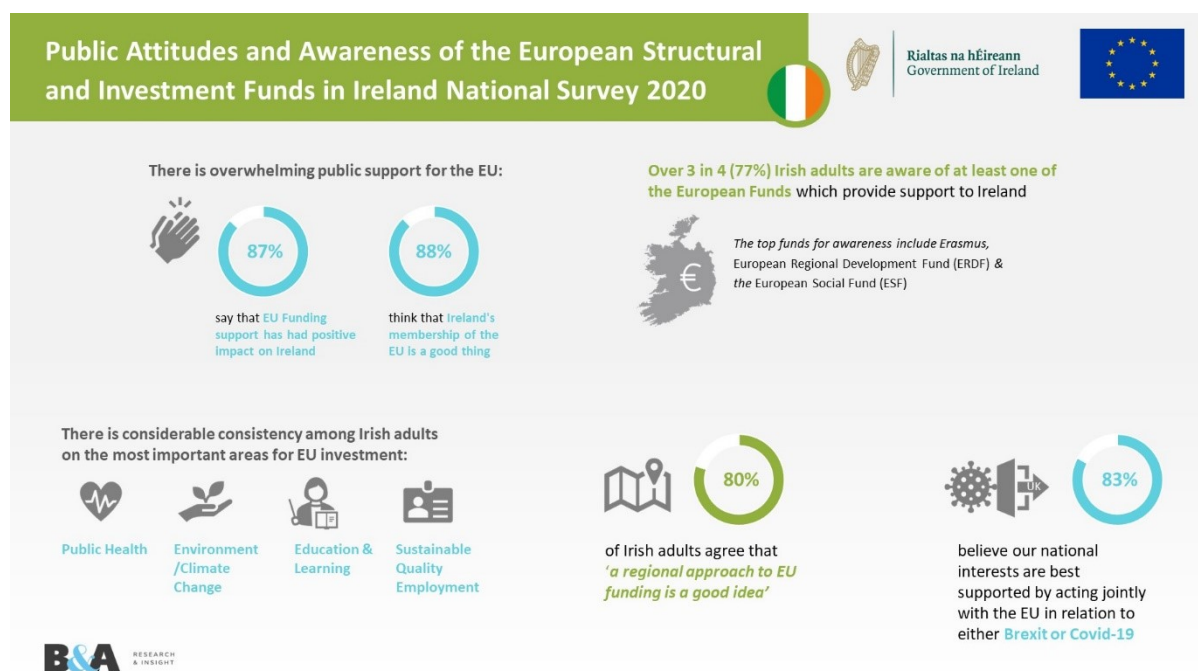 Public Attitudes and Awareness of the European Structural
and Investment Funds in Ireland National Survey 2020
Rialtas na hÉireann
Government of Ireland
There is overwhelming public support for the EU:
87%
say that EU Funding
support has had positive
impact on Ireland
88%
think that Ireland's
membership of the
EU is a good thing
Over 3 in 4 (77%) Irish adults are aware of at least one of
the European Funds which provide support to Ireland
€
The top funds for awareness include Erasmus,
European Regional Development Fund (ERDF) &
the European Social Fund (ESF)
There is considerable consistency among Irish adults
on the most important areas for EU investment:
Public Health
Environment
/Climate
Change
Education &
Learning
Sustainable
Quality
Employment
80%
of Irish adults agree that
‘a regional approach to EU
funding is a good idea’
UK
83%
believe our national
interests are best
supported by acting jointly
with the EU in relation to
either Brexit or Covid-19
B&A RESEARCH
& INSIGHT